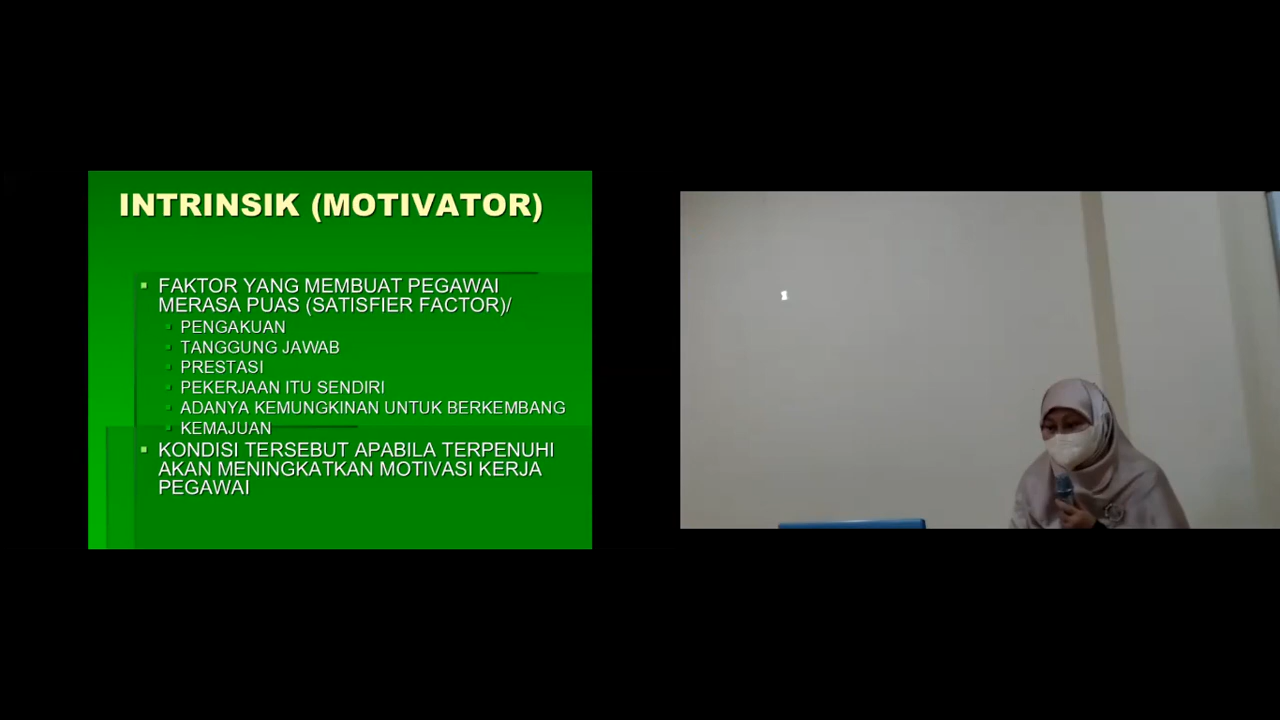 INTRINSIK (MOTIVATOR)
FAKTOR YANG MEMBUAT PEGAWAI
MERASA PUAS (SATISFIER FACTOR)/
PENGAKUAN
TANGGUNG JAWAB
PRESTASI
PEKERJAAN ITU SENDIRI
ADANYA KEMUNGKINAN UNTUK BERKEMBANG
KEMAJUAN
KONDISI TERSEBUT APABILA TERPENUHI
AKAN MENINGKATKAN MOTIVASI KERJA
PEGAWAI